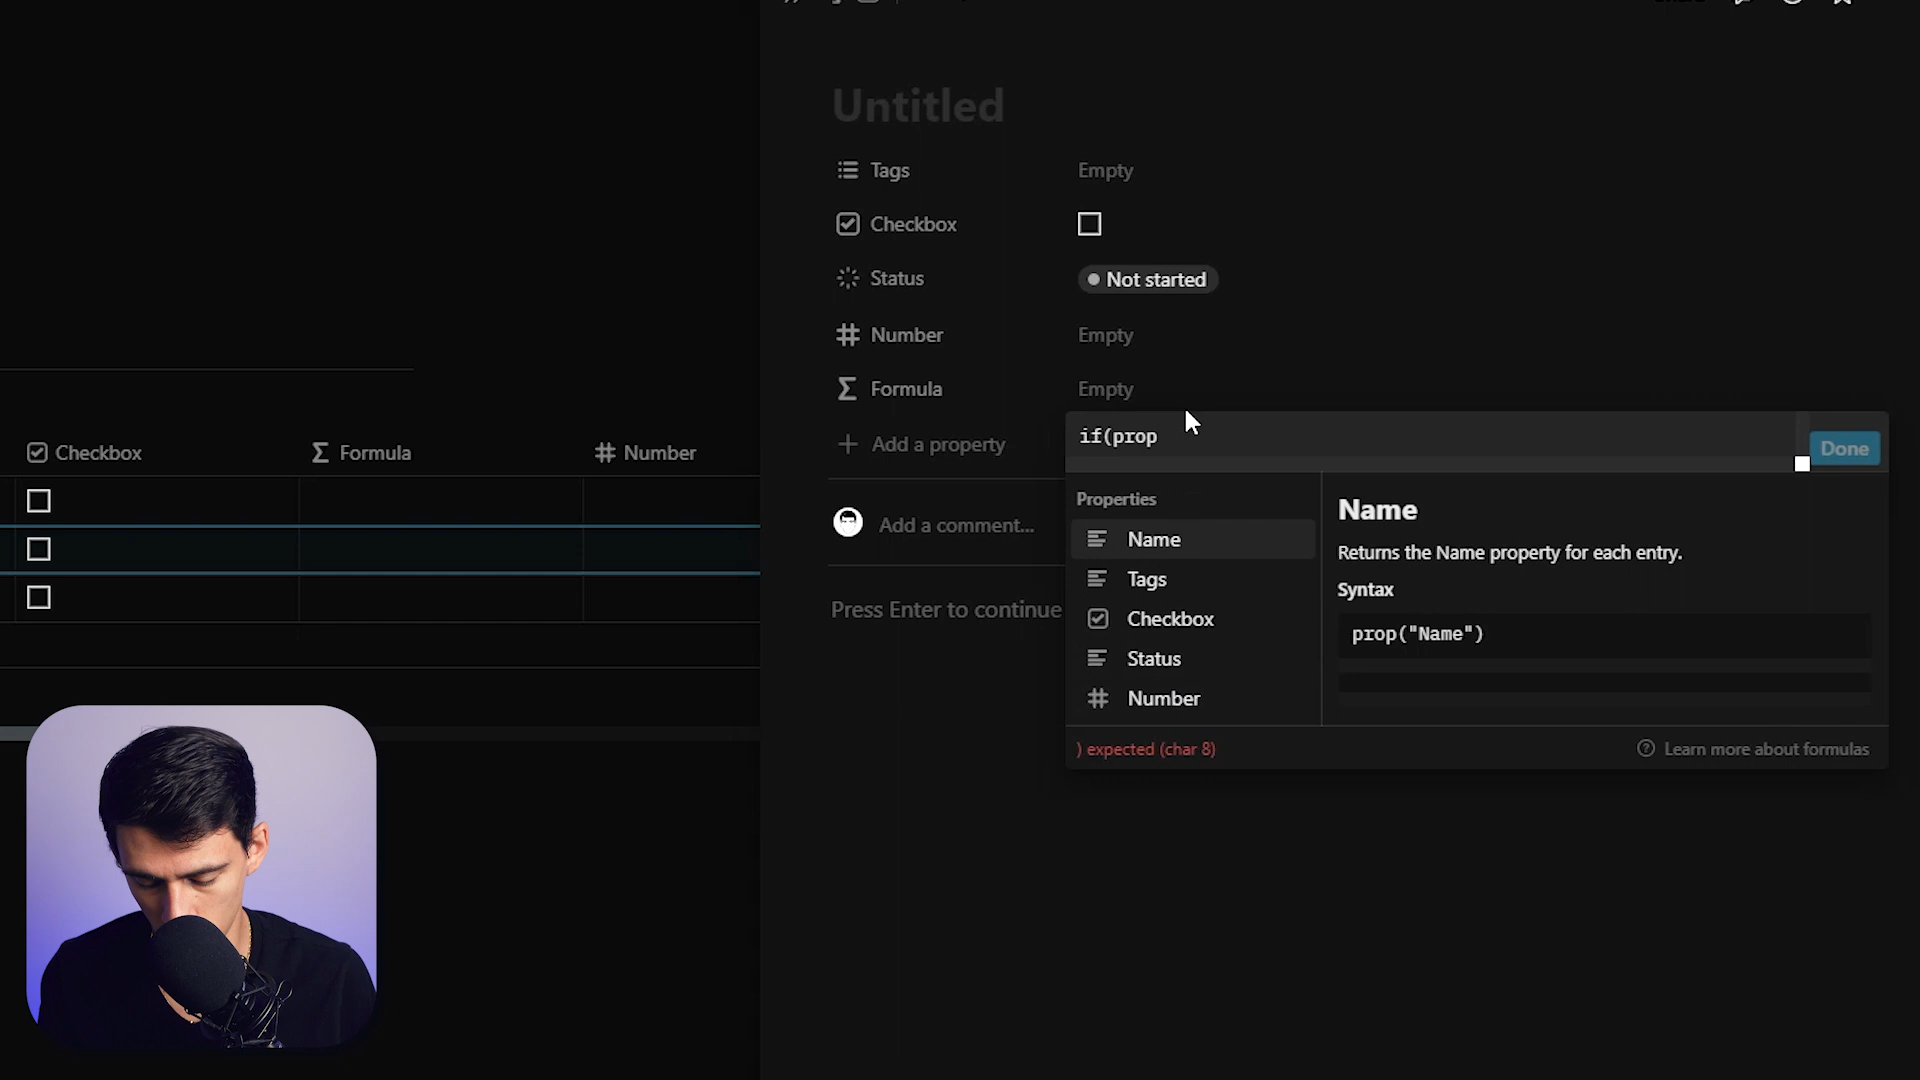 Checkbox
Formula
Number
Untitled
Tags
Empty
Checkbox
Status
Not started
Number
Empty
Formula
Empty
Add a property
Add a comment...
Press Enter to continue
if(prop
Done
Properties
Name
Tags
Checkbox
Status
Number
Name
Returns the Name property for each entry.
Syntax
prop("Name")
) expected (char 8)
Learn more about formulas